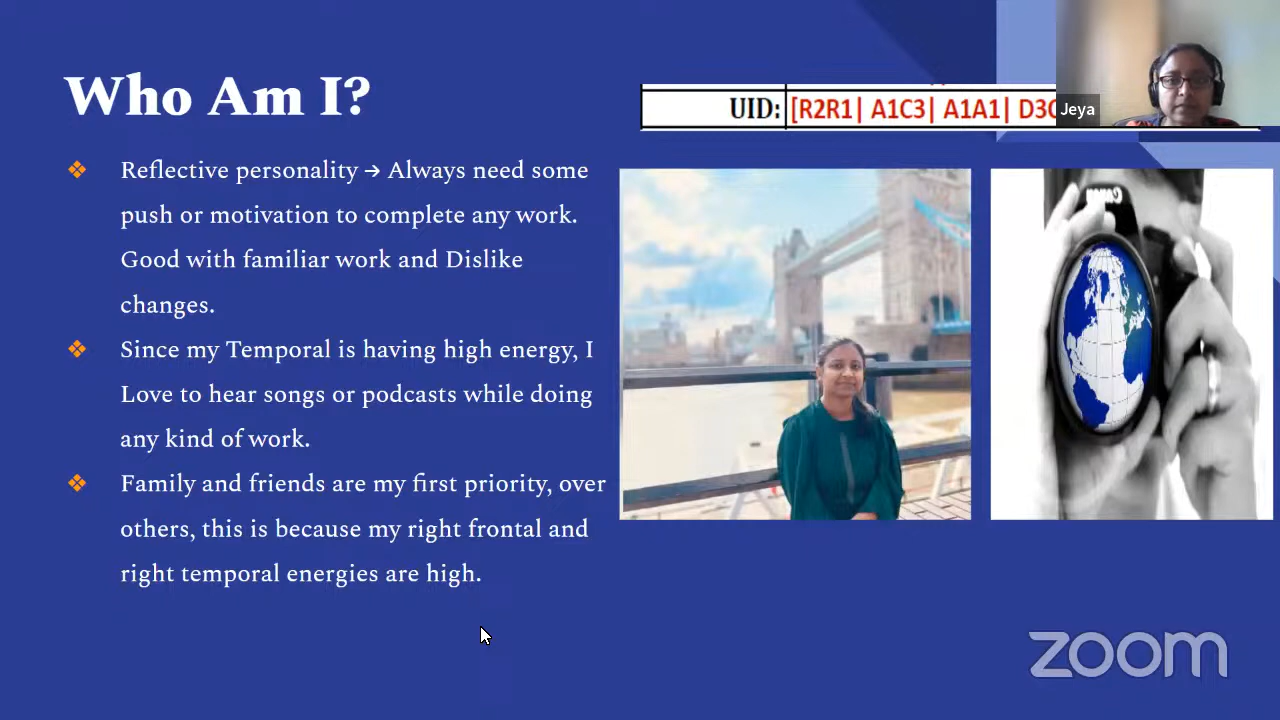 Who Am I?
UID: [R2R1| A1C3| A1A1|
Jeya
❖ Reflective personality → Always need some
push or motivation to complete any work.
Good with familiar work and Dislike
changes.
❖ Since my Temporal is having high energy, I
Love to hear songs or podcasts while doing
any kind of work.
❖ Family and friends are my first priority, over
others, this is because my right frontal and
right temporal energies are high.
Canon
zoom